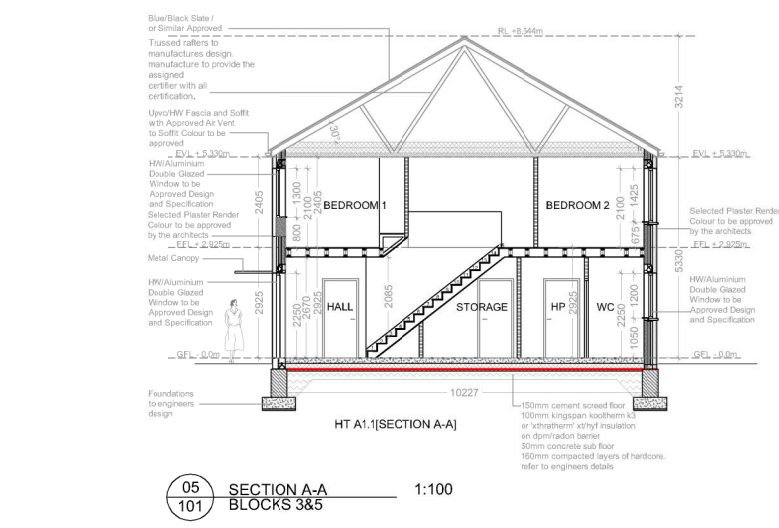 Blue/Black Slate /
or Similar Approved
Trussed rafters to
manufactures design.
manufacture to provide the
assigned
certifier with all
certification.
Upvc/HW Fascia and Soffit
with Approved Air Vent
to Soffit Colour to be
approved
EVL + 5,330m
HW/Aluminium
Double Glazed
Window to be
Approved Design
and Specification
Selected Plaster Render
Colour to be approved
by the architects
FFL + 2,925m
Metal Canopy
HW/Aluminium
Double Glazed
Window to be
Approved Design
and Specification
GFL - 0,0m
Foundations
to engineers
design
RL +8,544m
30°
3214
EVL + 5,330m
2405
1300
2100
2405
800
BEDROOM 1
BEDROOM 2
2100
1425
675
Selected Plaster Render
Colour to be approved
by the architects
FFL + 2,925m
5330
2925
2250
2670
2925
HALL
2085
STORAGE
HP
2925
WC
2250
1200
1050
HW/Aluminium
Double Glazed
Window to be
Approved Design
and Specification
GFL - 0,0m
10227
150mm cement screed floor
100mm kingspan kootherm k3
or 'xthratherm' xt/hyf insulation
on dpm/radon barrier
50mm concrete sub floor
160mm compacted layers of hardcore.
refer to engineers details
HT A1.1[SECTION A-A]
05
101
SECTION A-A
1:100
BLOCKS 3&5